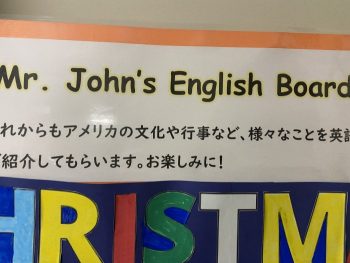 Mr. John's English Board
れからもアメリカの文化や行事など、様々なことを英語
ご紹介してもらいます。お楽しみに!
HRISTM